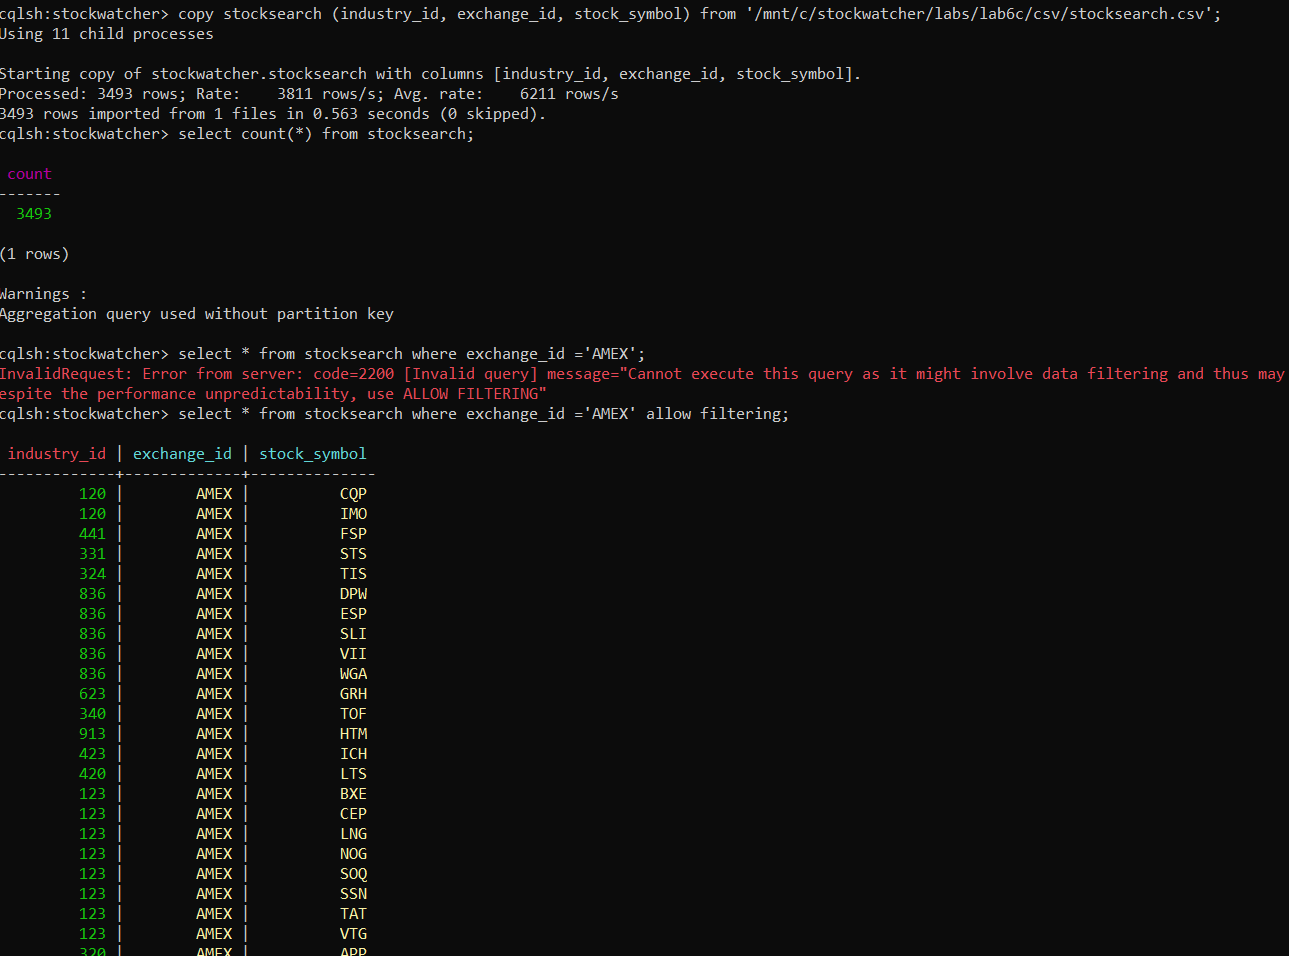 cqlsh:stockwatcher> copy stocksearch (industry_id, exchange_id, stock_symbol) from '/mnt/c/stockwatcher/labs/lab6c/csv/stocksearch.csv';
Using 11 child processes
Starting copy of stockwatcher.stocksearch with columns [industry_id, exchange_id, stock_symbol].
Processed: 3493 rows; Rate:    3811 rows/s; Avg. rate:    6211 rows/s
3493 rows imported from 1 files in 0.563 seconds (0 skipped).
cqlsh:stockwatcher> select count(*) from stocksearch;
count
-------
3493
(1 rows)
Warnings :
Aggregation query used without partition key
cqlsh:stockwatcher> select * from stocksearch where exchange_id ='AMEX';
InvalidRequest: Error from server: code=2200 [Invalid query] message="Cannot execute this query as it might involve data filtering and thus may
espite the performance unpredictability, use ALLOW FILTERING"
cqlsh:stockwatcher> select * from stocksearch where exchange_id ='AMEX' allow filtering;
industry_id | exchange_id | stock_symbol
-------------+-------------+--------------
120 | AMEX | CQP
120 | AMEX | IMO
441 | AMEX | FSP
331 | AMEX | STS
324 | AMEX | TIS
836 | AMEX | DPW
836 | AMEX | ESP
836 | AMEX | SLI
836 | AMEX | VII
836 | AMEX | WGA
623 | AMEX | GRH
340 | AMEX | TOF
913 | AMEX | HTM
423 | AMEX | ICH
420 | AMEX | LTS
123 | AMEX | BXE
123 | AMEX | CEP
123 | AMEX | LNG
123 | AMEX | NOG
123 | AMEX | SOQ
123 | AMEX | SSN
123 | AMEX | TAT
123 | AMEX | VTG
320 | AMEX | APP